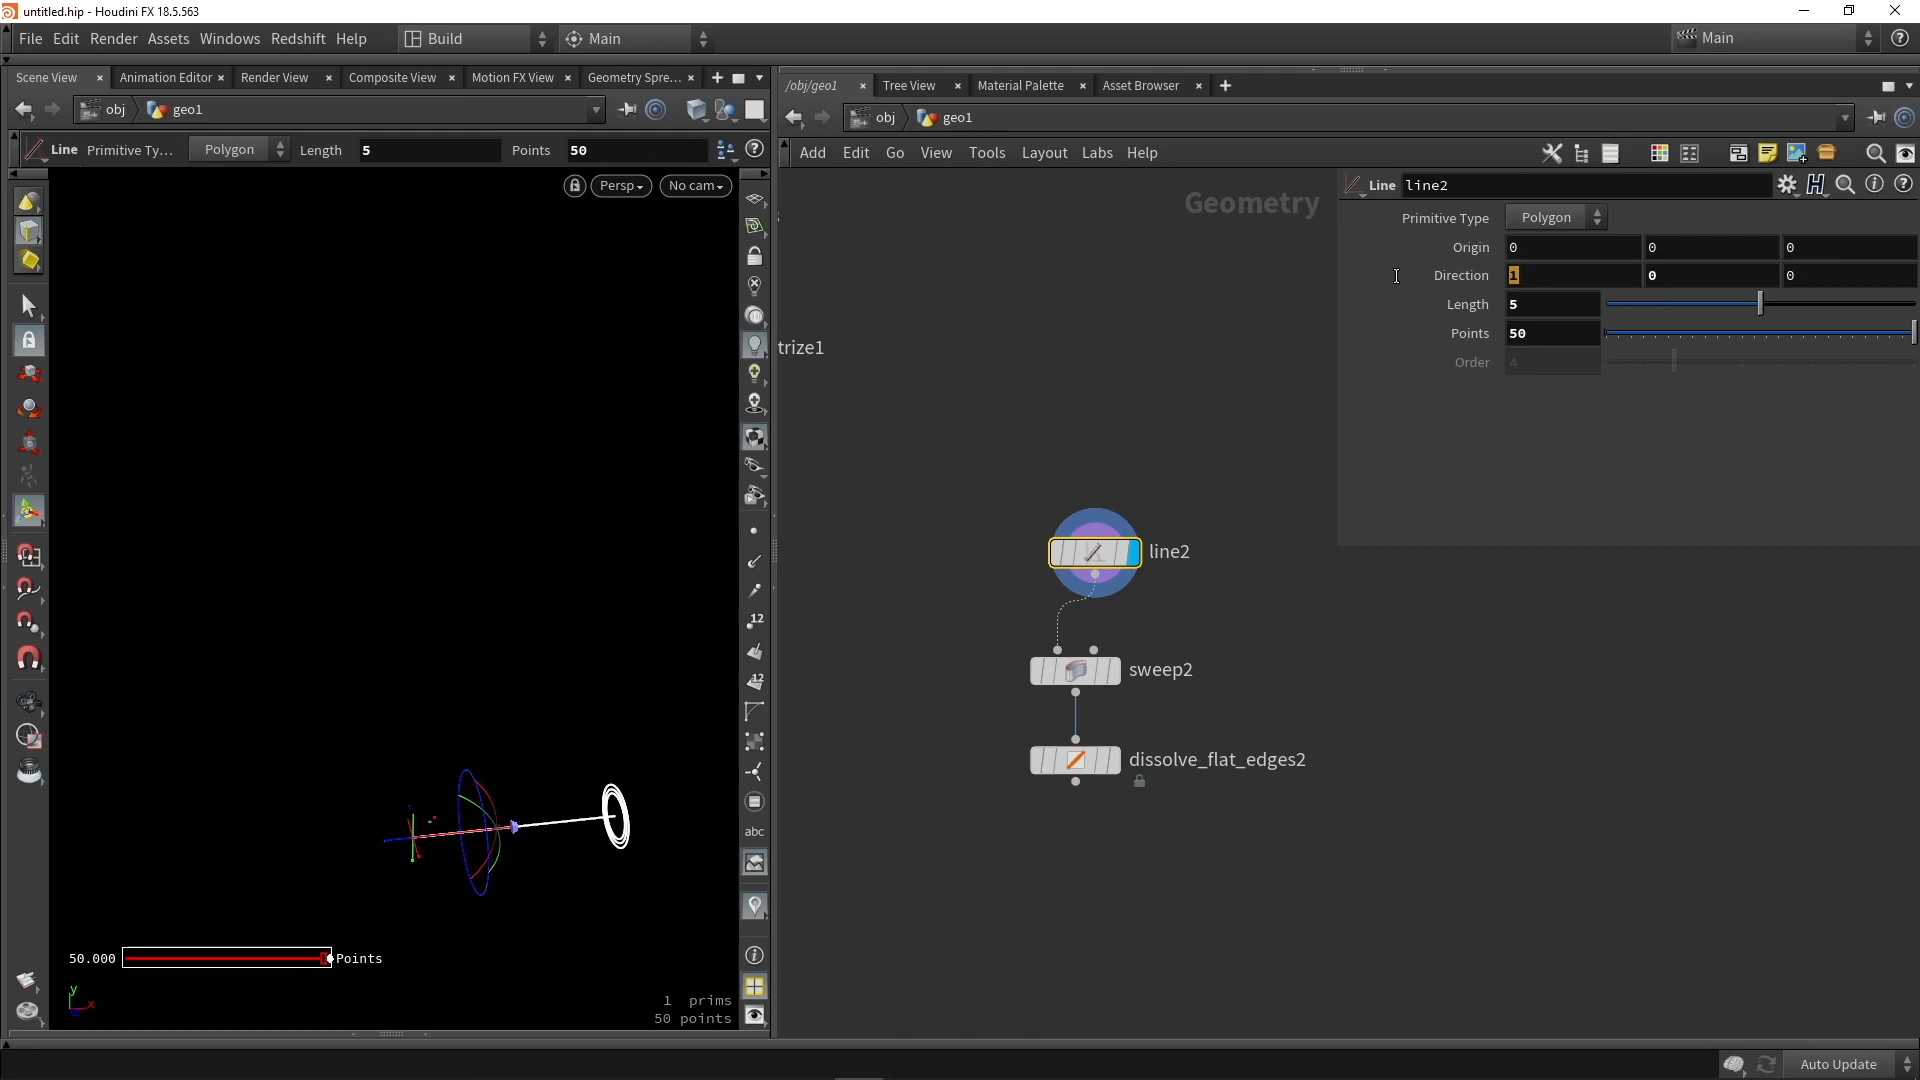 untitled.hip - Houdini FX 18.5.563
File Edit Render Assets Windows Redshift Help
Build
Main
Main
Scene View
Animation Editor
Render View
Composite View
Motion FX View
Geometry Spre...
obj
geo1
Line
Primitive Ty...
Polygon
Length
5
Points
50
Persp
No cam
50.000
Points
y
x
1 prims
50 points
12
12
abc
/obj/geo1
Tree View
Material Palette
Asset Browser
obj
geo1
Add Edit Go View Tools Layout Labs Help
Geometry
trize1
line2
sweep2
dissolve_flat_edges2
Line
line2
Primitive Type
Polygon
Origin
0
0
0
Direction
1
0
0
Length
5
Points
50
Order
4
Auto Update